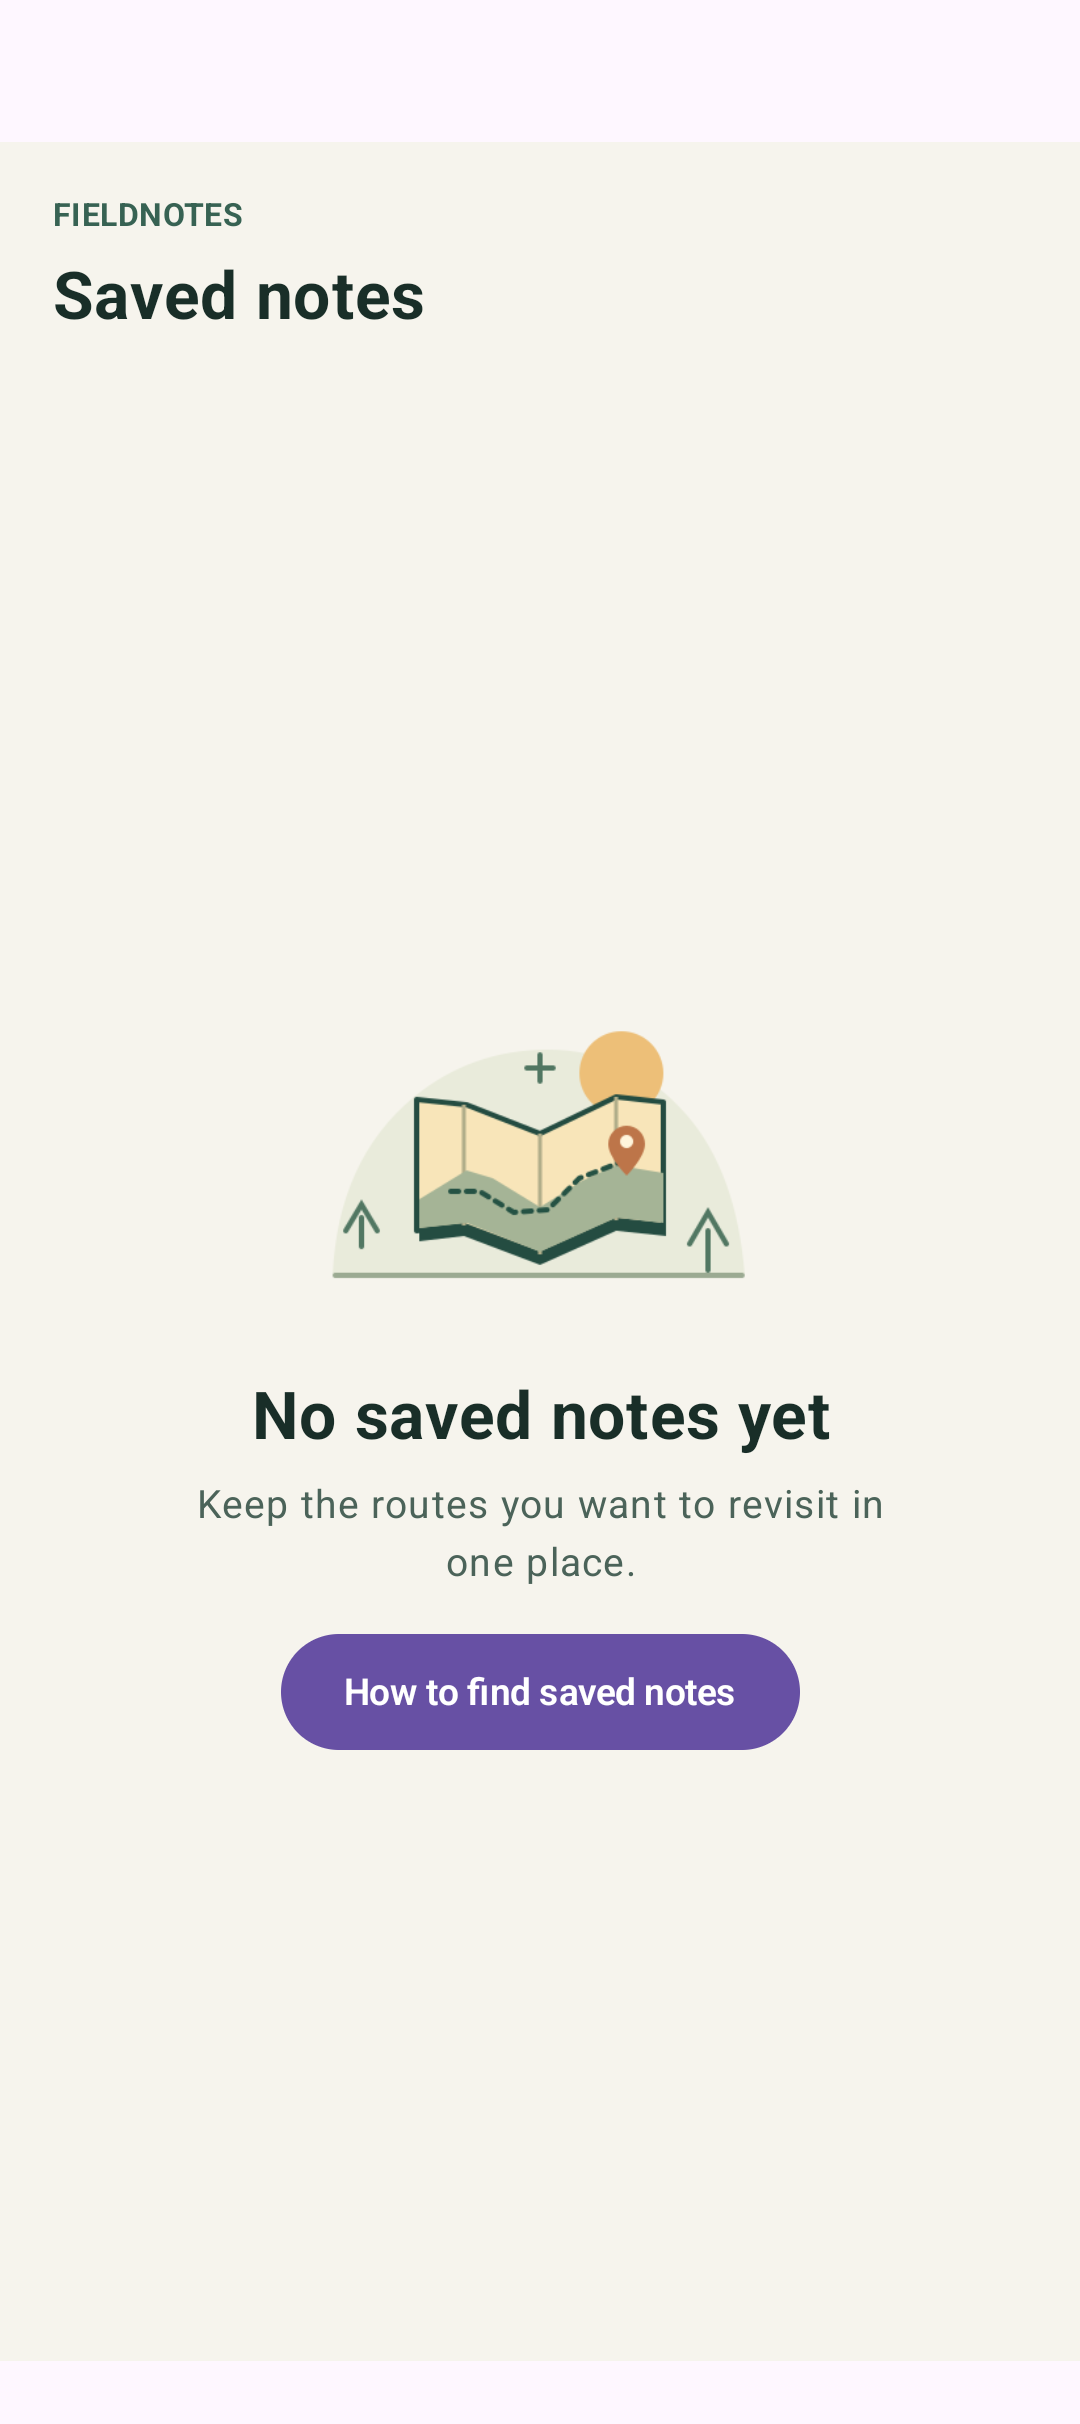 FIELDNOTES
Saved notes
No saved notes yet
Keep the routes you want to revisit in
one place.
How to find saved notes